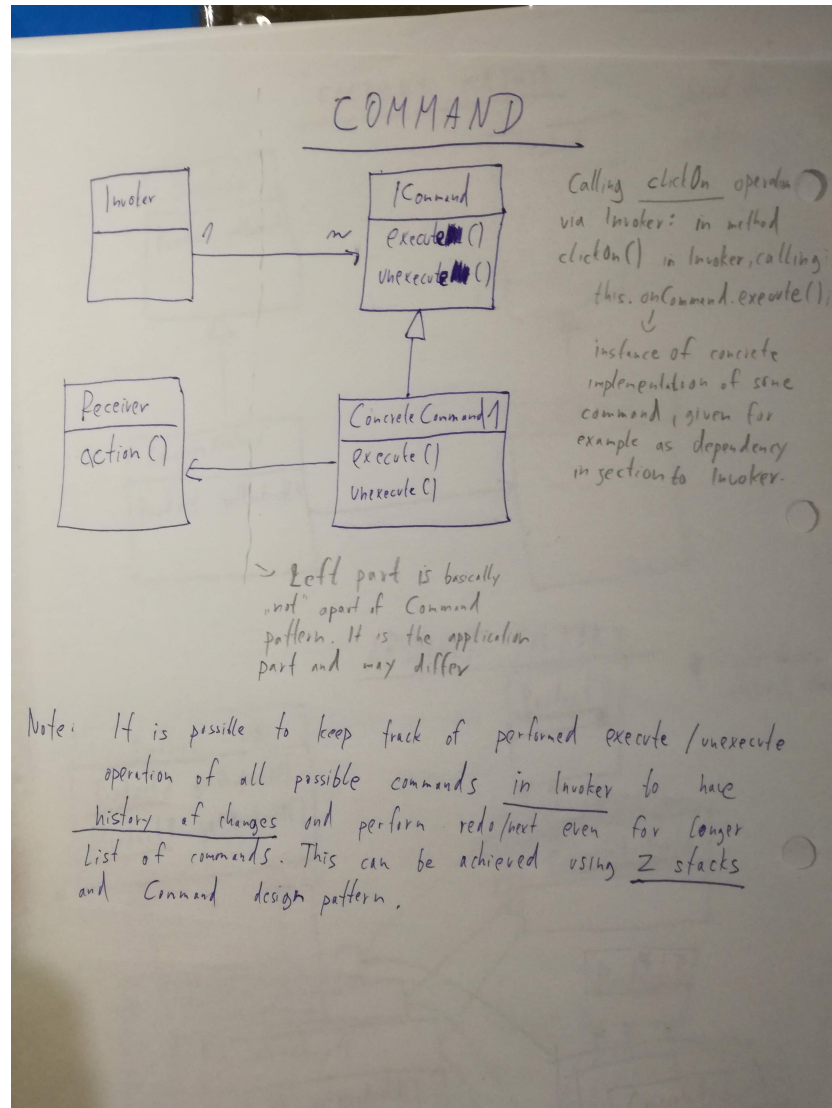 COMMAND
Invoker
1
n
ICommand
execute()
unexecute()
Calling clickOn operation
via Invoker: in method
clickOn() in Invoker, calling
this.onCommand.execute();
instance of concrete
implementation of some
command, given for
example as dependency
in jection to Invoker.
Receiver
action()
ConcreteCommand1
execute()
unexecute()
Left part is basically
„not" apart of Command
pattern. It is the application
part and may differ
Note: It is possible to keep track of performed execute/unexecute
operation of all possible commands in Invoker to have
history of changes and perform redo/next even for longer
List of commands. This can be achieved using 2 stacks
and Command design pattern.